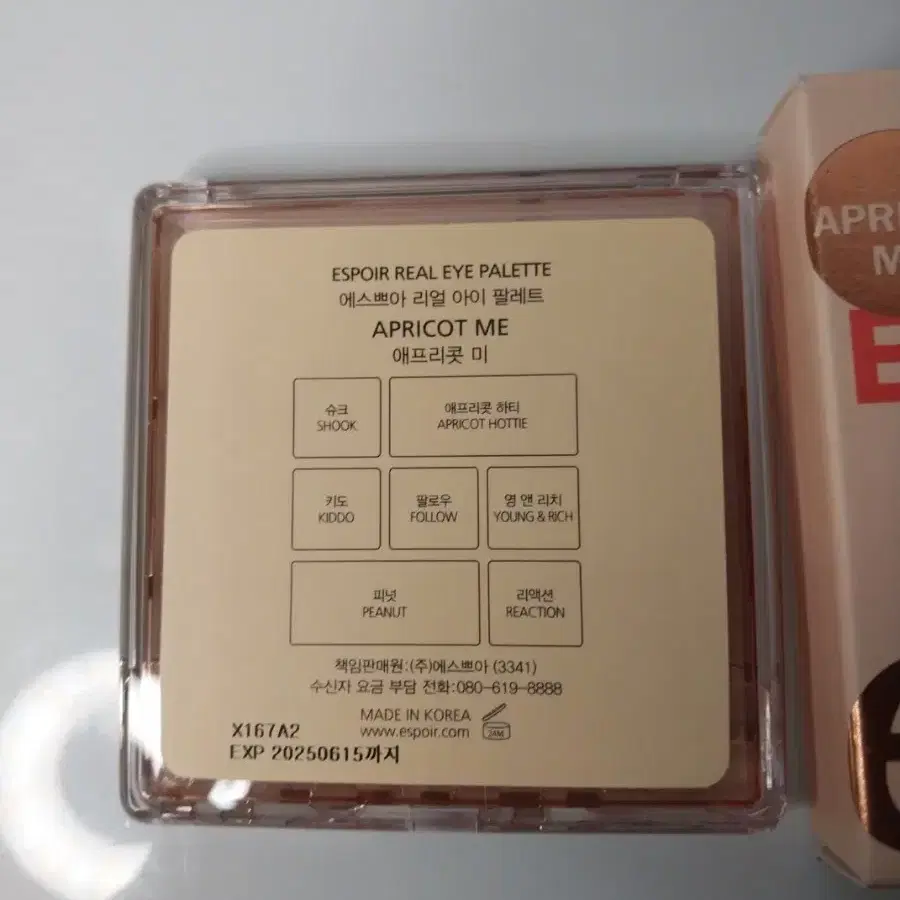 ESPOIR REAL EYE PALETTE
에스쁘아 리얼 아이 팔레트
APRICOT ME
애프리콧 미
슈크
SHOOK
애프리콧 하티
APRICOT HOTTIE
키도
KIDDO
팔로우
FOLLOW
영 앤 리치
YOUNG & RICH
피넛
PEANUT
리액션
REACTION
책임판매원:(주)에스쁘아 (3341)
수신자 요금 부담 전화:080-619-8888
MADE IN KOREA
www.espoir.com
24M
X167A2
EXP 20250615까지
APRI
M
E